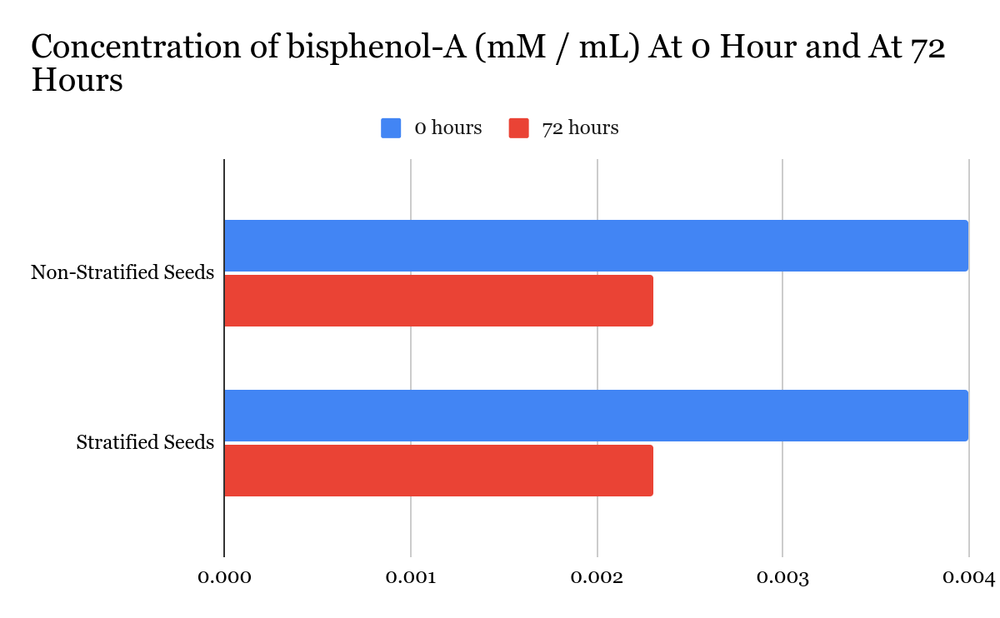 Concentration of bisphenol-A (mM / mL) At 0 Hour and At 72
Hours
0 hours 72 hours
Non-Stratified Seeds
Stratified Seeds
0.000 0.001 0.002 0.003 0.004